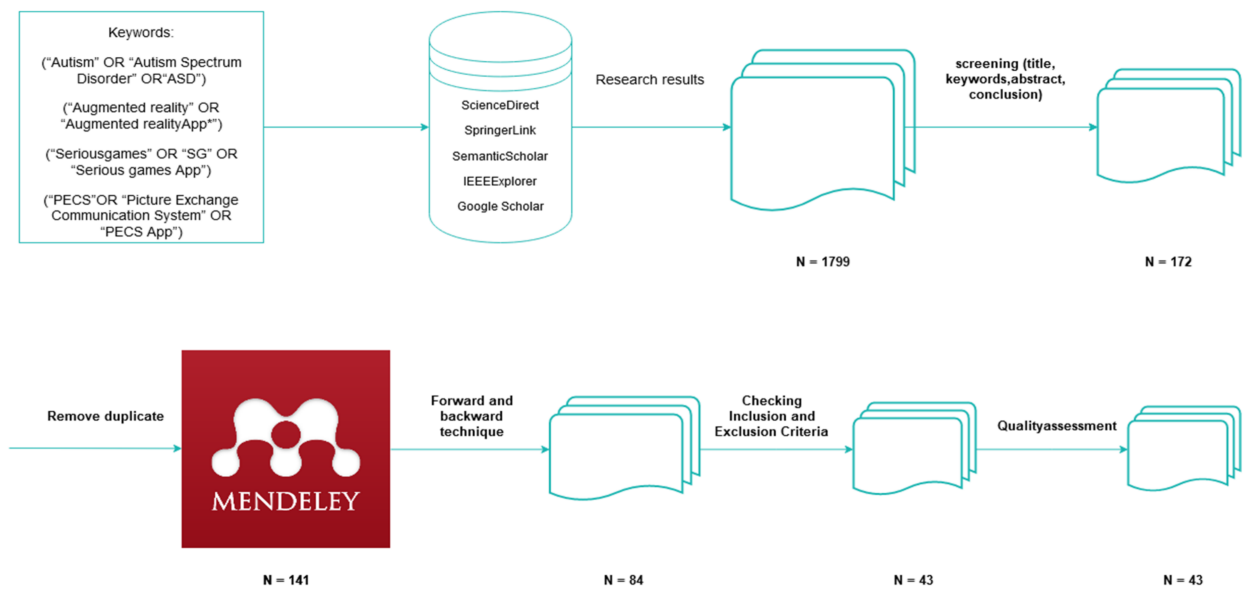 Keywords:
(“Autism” OR “Autism Spectrum
Disorder” OR“ASD”)
(“Augmented reality” OR
“Augmented realityApp*”)
(“Seriousgames” OR “SG” OR
“Serious games App”)
(“PECS”OR “Picture Exchange
Communication System” OR
“PECS App”)
ScienceDirect
SpringerLink
SemanticScholar
IEEEExplorer
Google Scholar
Research results
N = 1799
screening (title,
keywords,abstract,
conclusion)
N = 172
Remove duplicate
MENDELEY
N = 141
Forward and
backward
technique
N = 84
Checking
Inclusion and
Exclusion Criteria
N = 43
Qualityassessment
N = 43